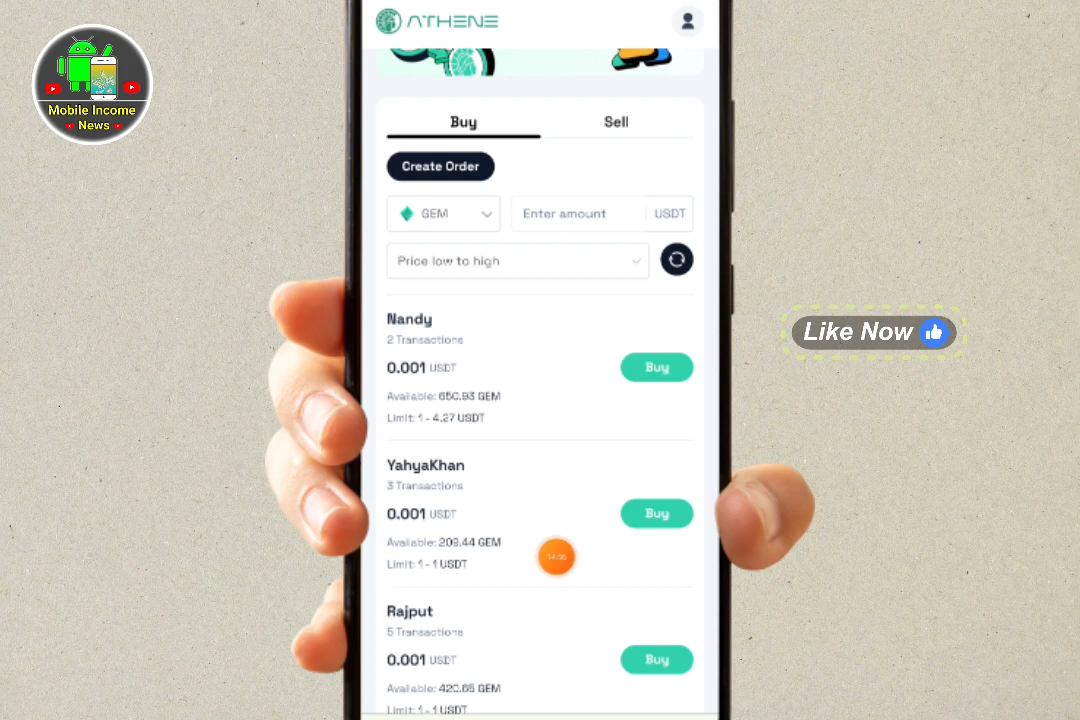 ATHENE
Mobile Income
News
Buy
Sell
Create Order
GEM
Enter amount
USDT
Price low to high
Nandy
2 Transactions
0.001 USDT
Buy
Available: 650.93 GEM
Limit: 1 - 4.27 USDT
Like Now
YahyaKhan
3 Transactions
0.001 USDT
Buy
Available: 209.44 GEM
Limit: 1 - 1 USDT
Rajput
5 Transactions
0.001 USDT
Buy
Available: 420.65 GEM
Limit: 1 - 1 USDT